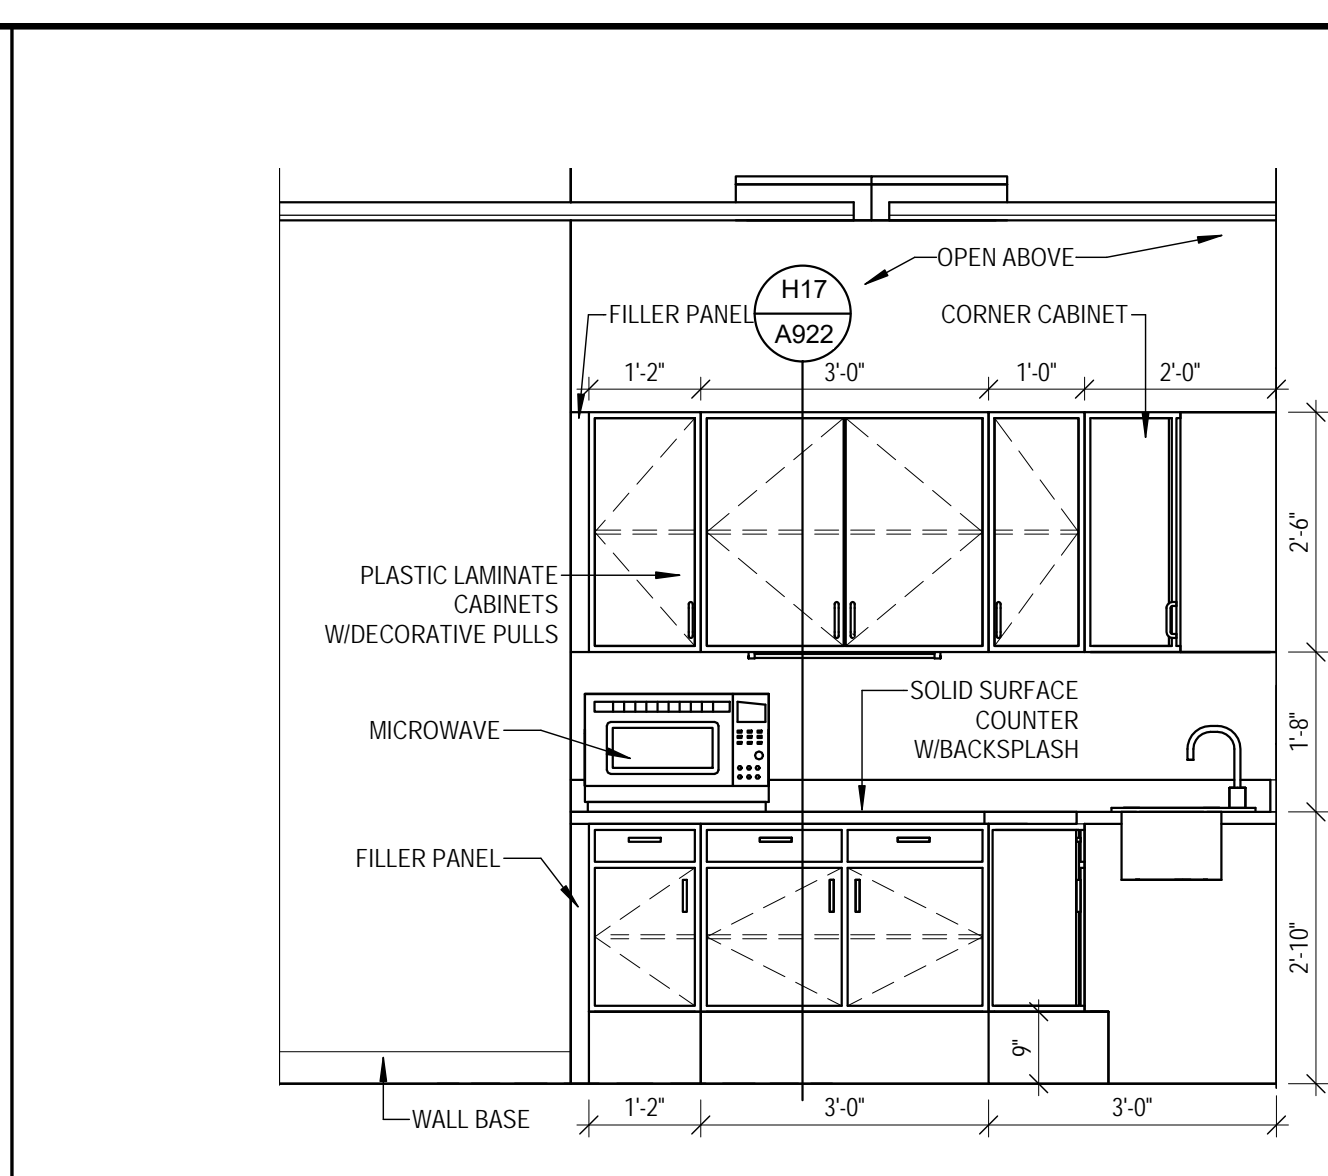 OPEN ABOVE
H17
A922
FILLER PANEL
CORNER CABINET
1'-2"
3'-0"
1'-0"
2'-0"
2'-6"
PLASTIC LAMINATE
CABINETS
W/DECORATIVE PULLS
SOLID SURFACE
COUNTER
W/BACKSPLASH
MICROWAVE
1'-8"
FILLER PANEL
2'-10"
9"
WALL BASE
1'-2"
3'-0"
3'-0"